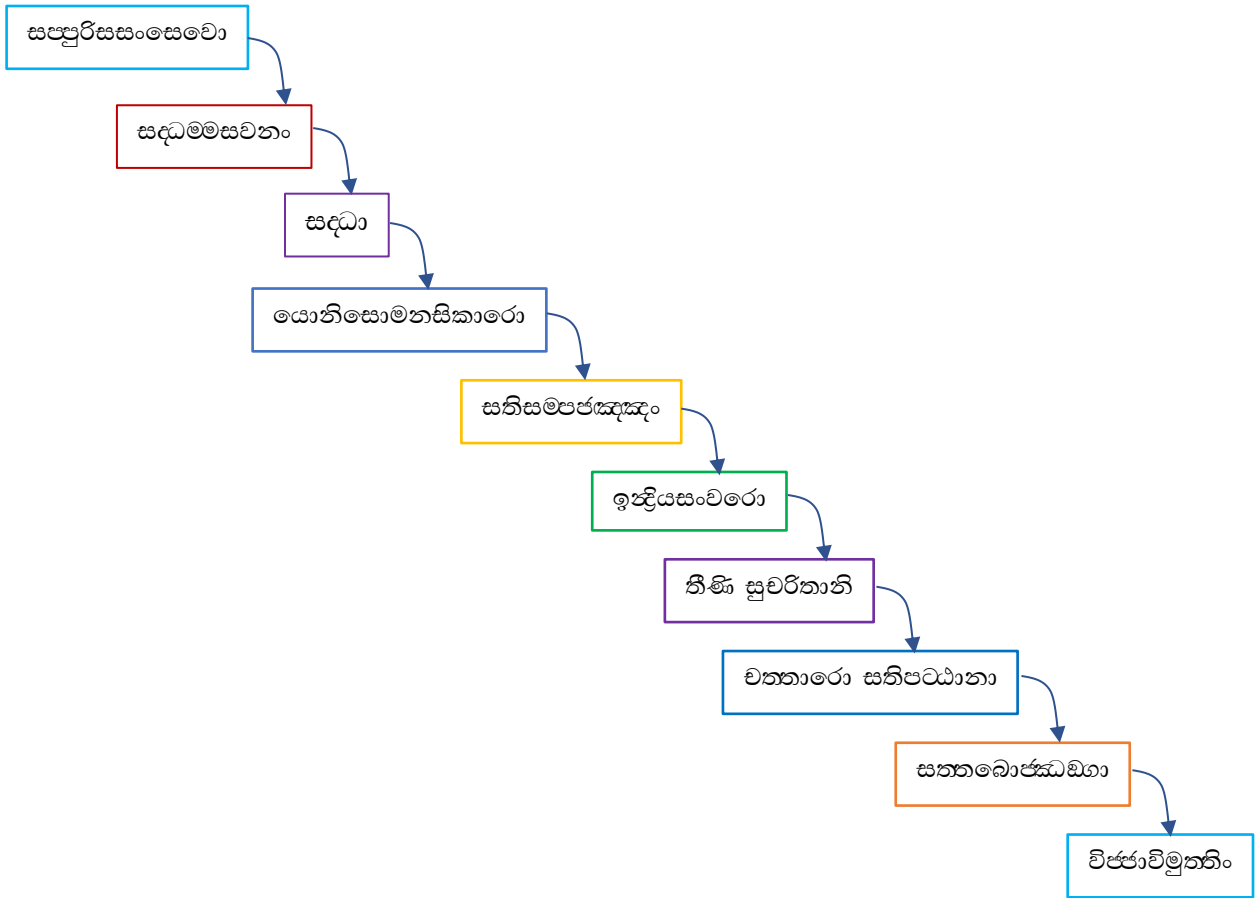 සප‍්පුරිසසංසෙවො
සද‍්ධම‍්මසවනං
සද‍්ධා
යොනිසොමනසිකාරො
සතිසම‍්පජඤ‍්ඤං
ඉන්‍ද්‍රියසංවරො
තීණි සුචරිතානි
චත‍්තාරො සතිපට‍්ඨානා
සත‍්තබොජ‍්ඣඞ‍්ගා
විජ‍්ජාවිමුත‍්තිං